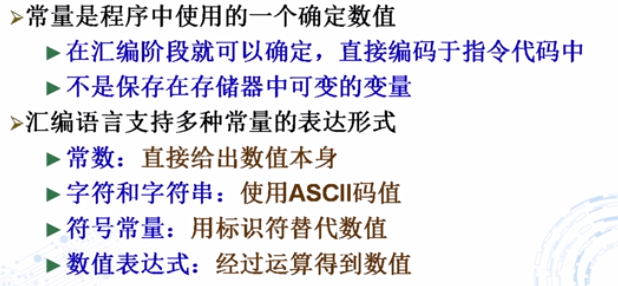 常量是程序中使用的一个确定数值
在汇编阶段就可以确定，直接编码于指令代码中
不是保存在存储器中可变的变量
汇编语言支持多种常量的表达形式
常数：直接给出数值本身
字符和字符串：使用ASCII码值
符号常量：用标识符替代数值
数值表达式：经过运算得到数值